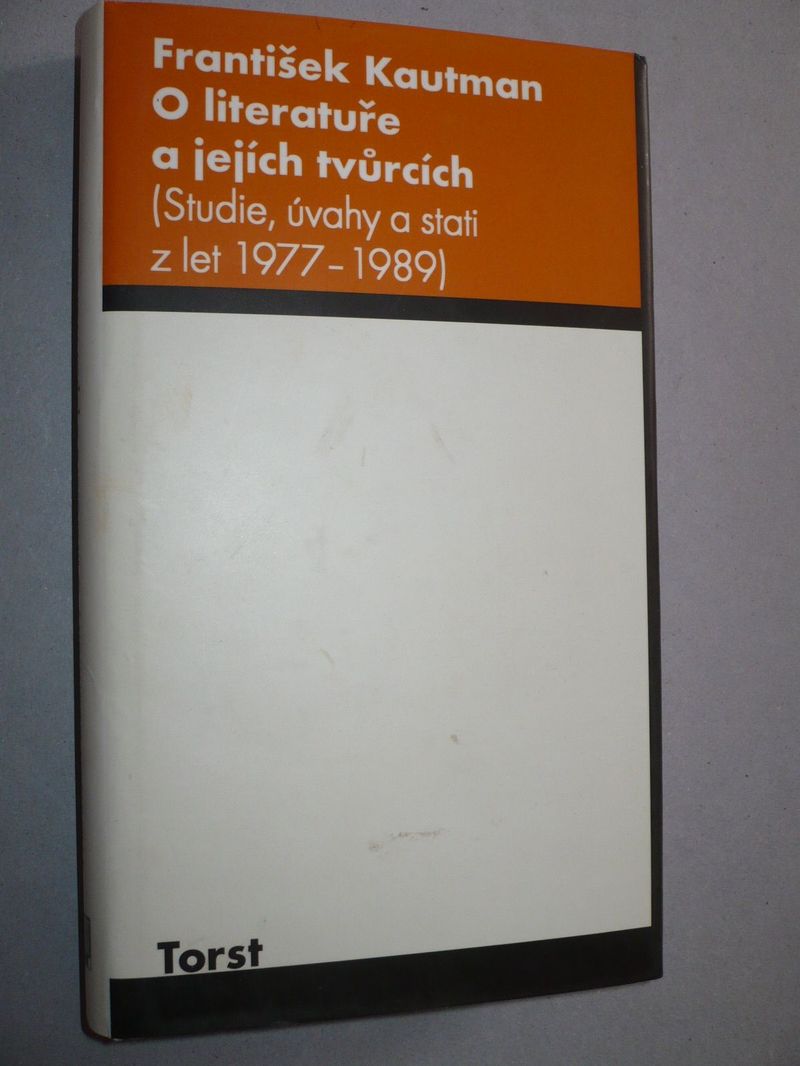 František Kautman
O literatuře
a jejích tvůrcích
(Studie, úvahy a stati
z let 1977–1989)
Torst